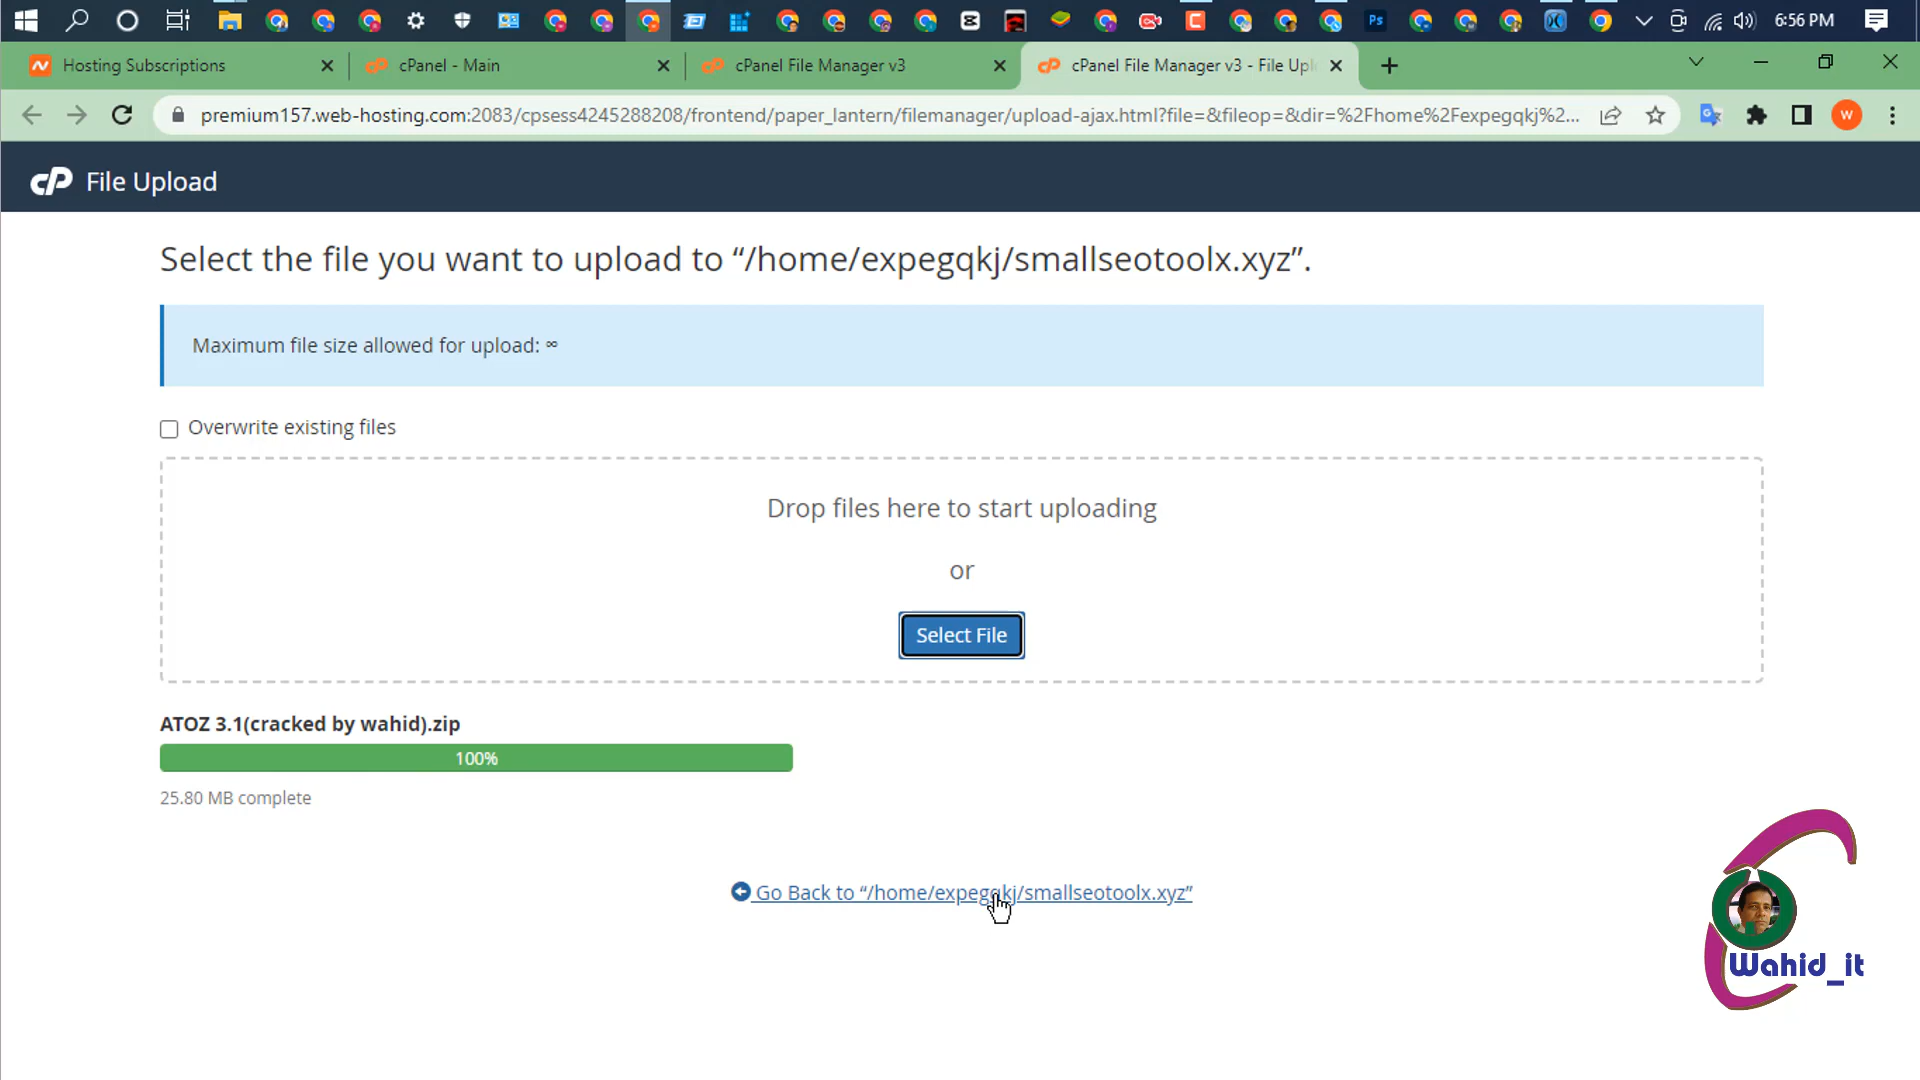 6:56 PM
Hosting Subscriptions
cPanel - Main
cPanel File Manager v3
cPanel File Manager v3 - File Upl
premium157.web-hosting.com:2083/cpsess4245288208/frontend/paper_lantern/filemanager/upload-ajax.html?file=&fileop=&dir=%2Fhome%2Fexpegqkj%2...
W
cP File Upload
Select the file you want to upload to “/home/expegqkj/smallseotoolx.xyz”.
Maximum file size allowed for upload: ∞
Overwrite existing files
Drop files here to start uploading
or
Select File
ATOZ 3.1(cracked by wahid).zip
100%
25.80 MB complete
Go Back to “/home/expegqkj/smallseotoolx.xyz”
Wahid_it